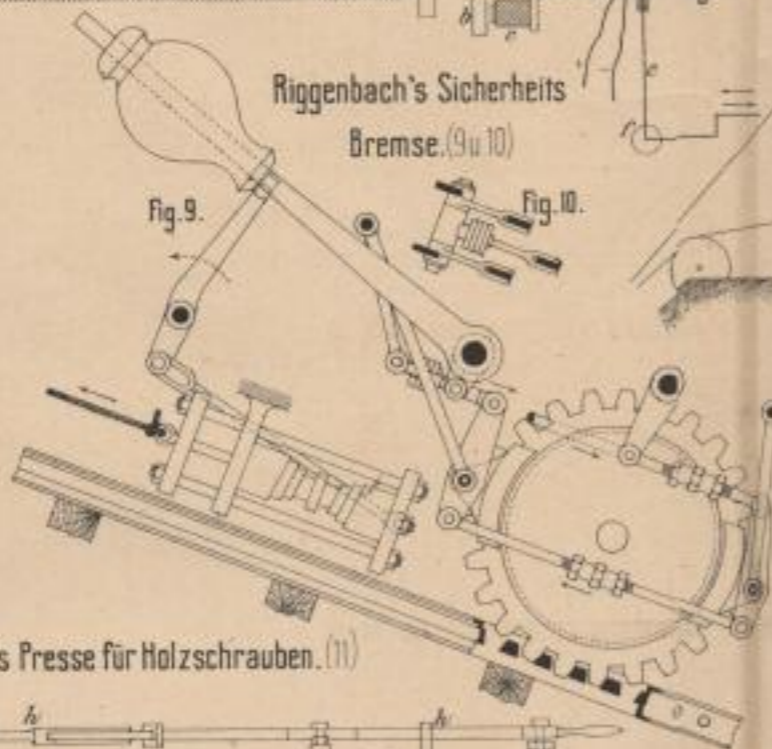 b
c
e
r
Riggenbach's Sicherheits
Bremse. (9 u 10)
Fig. 9.
Fig. 10.
s Presse für Holzschrauben. (11)
h
h